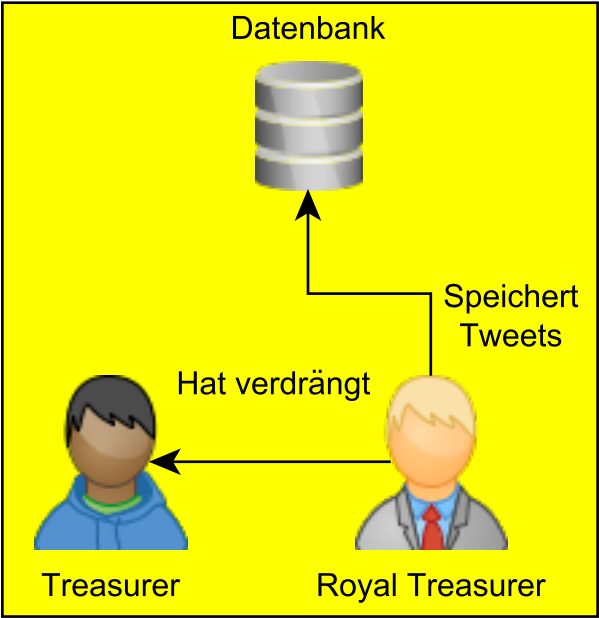 Datenbank
Speichert
Tweets
Hat verdrängt
Treasurer
Royal Treasurer